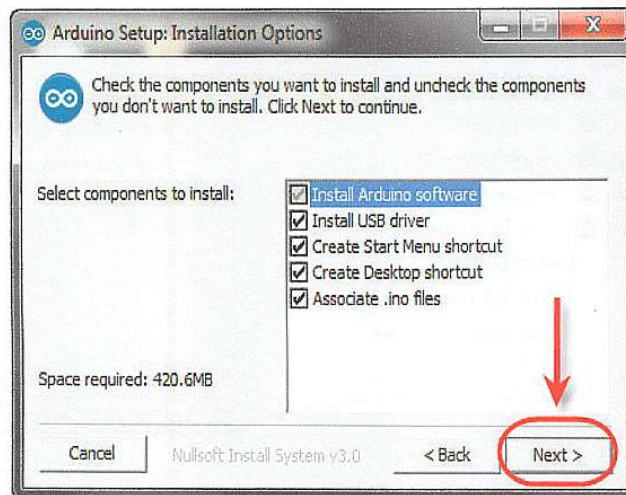 Arduino Setup: Installation Options
Check the components you want to install and uncheck the components
you don't want to install. Click Next to continue.
Select components to install:
Install Arduino software
Install USB driver
Create Start Menu shortcut
Create Desktop shortcut
Associate .ino files
Space required: 420.6MB
Cancel
Nullsoft Install System v3.0
< Back
Next >